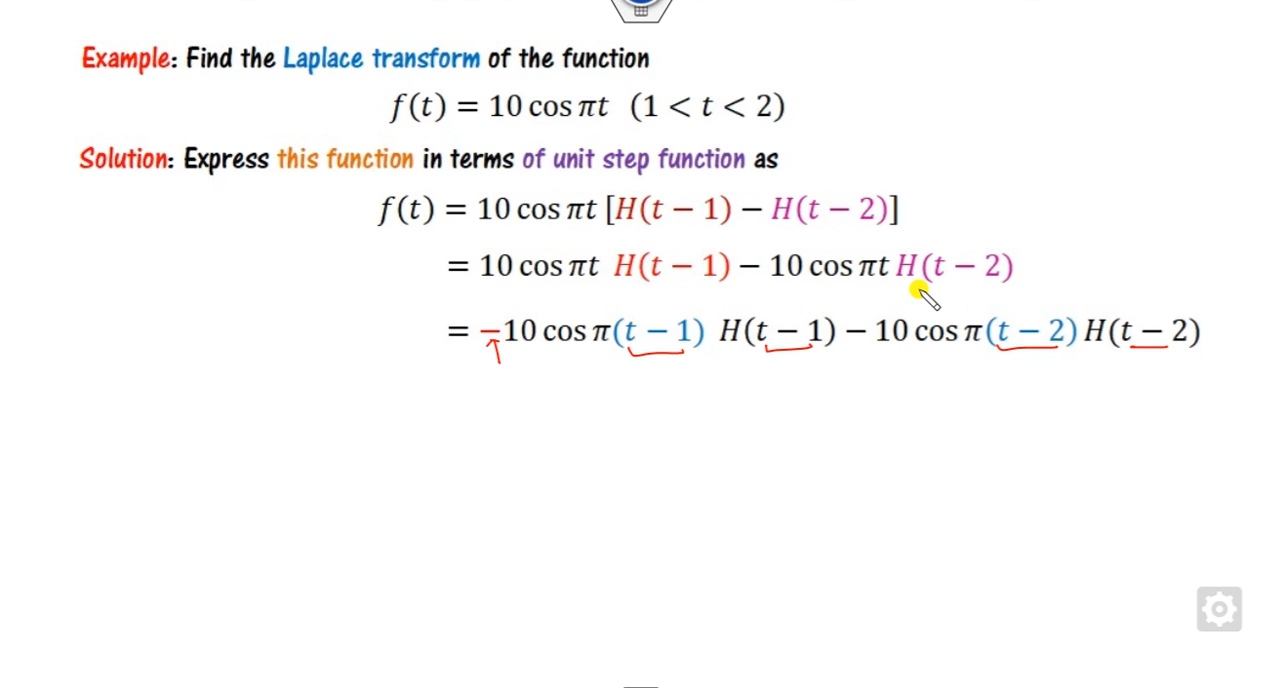 Example: Find the Laplace transform of the function
f(t) = 10 cos πt (1 < t < 2)
Solution: Express this function in terms of unit step function as
f(t) = 10 cos πt [H(t − 1) − H(t − 2)]
= 10 cos πt H(t − 1) − 10 cos πt H(t − 2)
= −10 cos π(t − 1) H(t − 1) − 10 cos π(t − 2) H(t − 2)